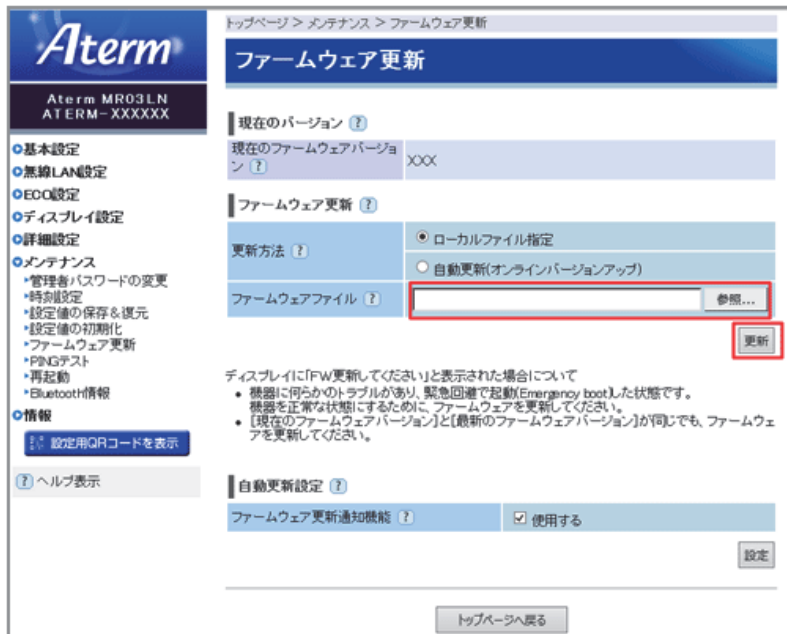 Aterm
Aterm MR03LN
ATERM-XXXXXX
基本設定
無線LAN設定
ECO設定
ディスプレイ設定
詳細設定
メンテナンス
管理者パスワードの変更
時刻設定
設定値の保存&復元
設定値の初期化
ファームウェア更新
PINGテスト
再起動
Bluetooth情報
情報
設定用QRコードを表示
? ヘルプ表示
トップページ > メンテナンス > ファームウェア更新
ファームウェア更新
現在のバージョン ?
現在のファームウェアバージョ
ン ?
XXX
ファームウェア更新 ?
更新方法 ?
ローカルファイル指定
自動更新(オンラインバージョンアップ)
ファームウェアファイル ?
参照...
更新
ディスプレイに「FW更新してください」と表示された場合について
• 機器に何らかのトラブルがあり、緊急回避で起動(Emergency boot)した状態です。
機器を正常な状態にするために、ファームウェアを更新してください。
• [現在のファームウェアバージョン]と[最新のファームウェアバージョン]が同じでも、ファームウェ
アを更新してください。
自動更新設定 ?
ファームウェア更新通知機能 ?
使用する
設定
トップページへ戻る